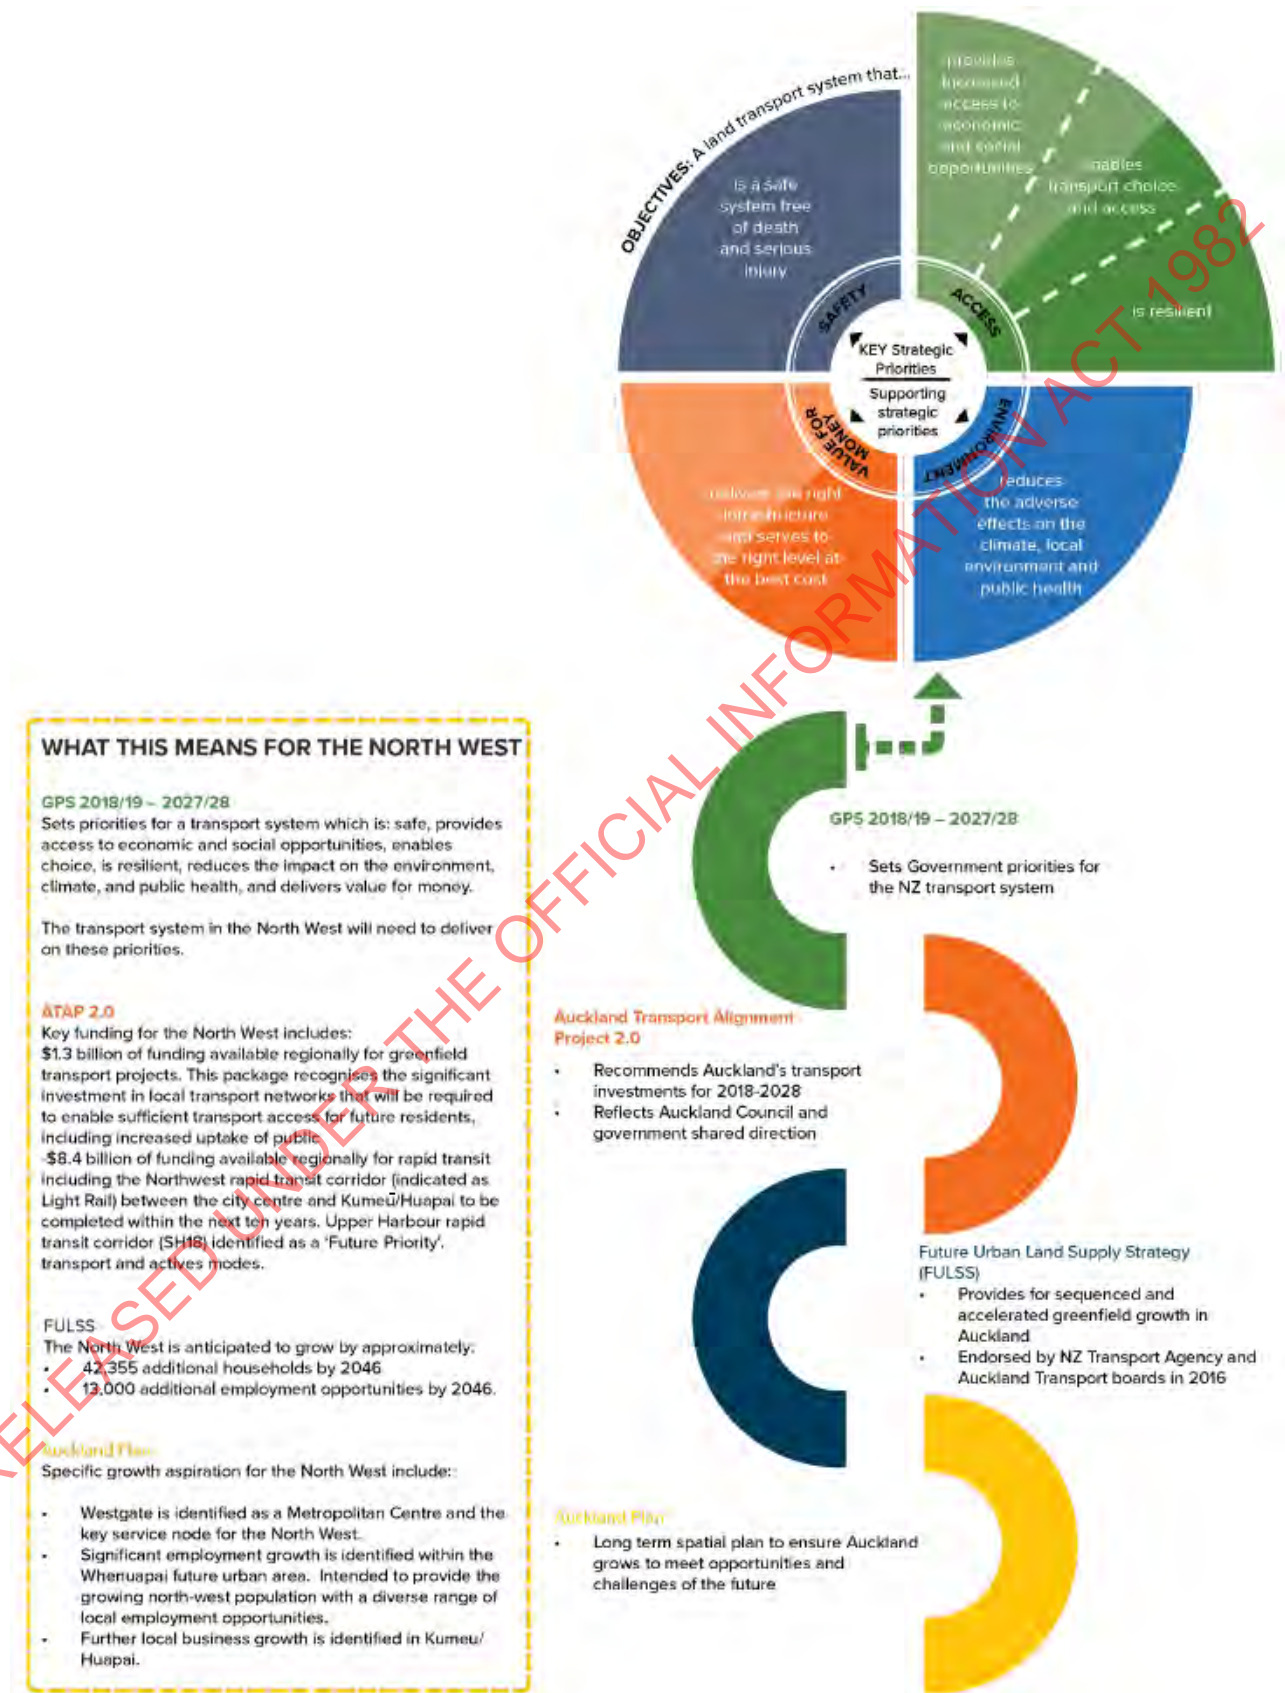 OBJECTIVES: A land transport system that...
provides
increased
access to
economic
and social
opportunities
enables
transport choice
and access
is resilient
is a safe
system free
of death
and serious
injury
SAFETY
ACCESS
KEY Strategic
Priorities
Supporting
strategic
priorities
VALUE FOR
MONEY
ENVIRONMENT
delivers the right
infrastructure
and serves to
the right level at
the best cost
reduces
the adverse
effects on the
climate, local
environment and
public health
WHAT THIS MEANS FOR THE NORTH WEST
GPS 2018/19 – 2027/28
Sets priorities for a transport system which is: safe, provides
access to economic and social opportunities, enables
choice, is resilient, reduces the impact on the environment,
climate, and public health, and delivers value for money.
The transport system in the North West will need to deliver
on these priorities.
ATAP 2.0
Key funding for the North West includes:
$1.3 billion of funding available regionally for greenfield
transport projects. This package recognises the significant
investment in local transport networks that will be required
to enable sufficient transport access for future residents,
including increased uptake of public
-$8.4 billion of funding available regionally for rapid transit
including the Northwest rapid transit corridor (indicated as
Light Rail) between the city centre and Kumeū/Huapai to be
completed within the next ten years. Upper Harbour rapid
transit corridor (SH18) identified as a 'Future Priority'.
transport and actives modes.
FULSS
The North West is anticipated to grow by approximately:
• 42,355 additional households by 2046
• 13,000 additional employment opportunities by 2046.
Auckland Plan
Specific growth aspiration for the North West include:
• Westgate is identified as a Metropolitan Centre and the
key service node for the North West.
• Significant employment growth is identified within the
Whenuapai future urban area. Intended to provide the
growing north-west population with a diverse range of
local employment opportunities.
• Further local business growth is identified in Kumeu/
Huapai.
GPS 2018/19 – 2027/28
• Sets Government priorities for
the NZ transport system
Auckland Transport Alignment
Project 2.0
• Recommends Auckland's transport
investments for 2018-2028
• Reflects Auckland Council and
government shared direction
Future Urban Land Supply Strategy
(FULSS)
• Provides for sequenced and
accelerated greenfield growth in
Auckland
• Endorsed by NZ Transport Agency and
Auckland Transport boards in 2016
Auckland Plan
• Long term spatial plan to ensure Auckland
grows to meet opportunities and
challenges of the future
RELEASED UNDER THE OFFICIAL INFORMATION ACT 1982